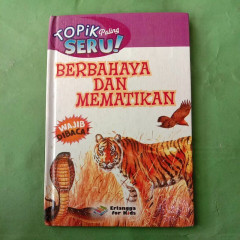 TOPIK Paling
SERU!
BERBAHAYA
DAN
MEMATIKAN
WAJIB
DIBACA!
Erlangga
for Kids